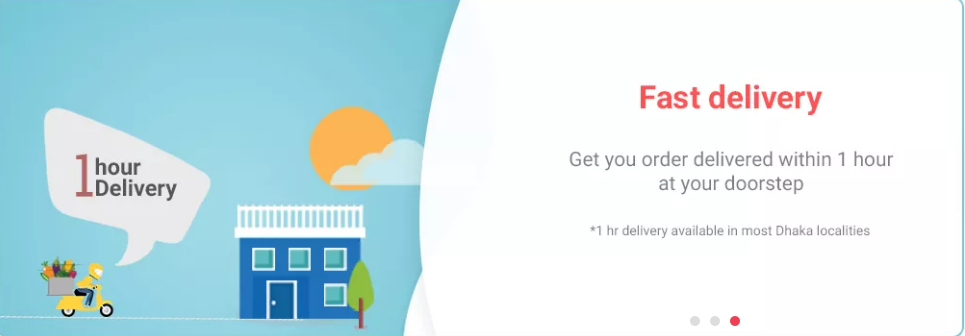 1 hour
Delivery
Fast delivery
Get you order delivered within 1 hour
at your doorstep
*1 hr delivery available in most Dhaka localities